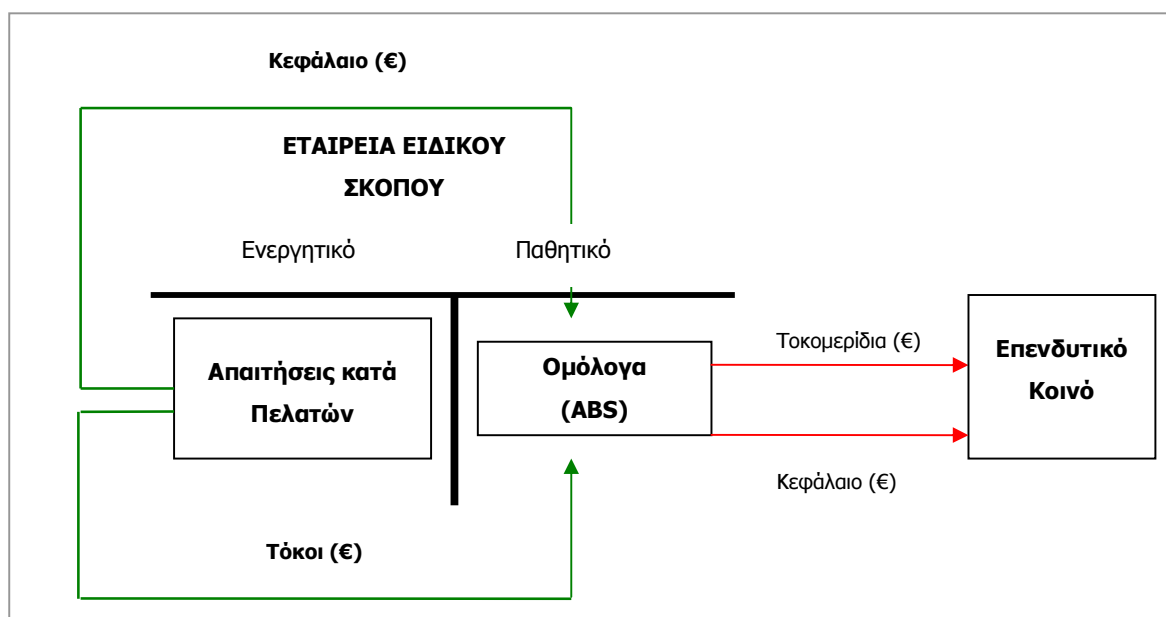 Κεφάλαιο (€)
ΕΤΑΙΡΕΙΑ ΕΙΔΙΚΟΥ
ΣΚΟΠΟΥ
Ενεργητικό
Παθητικό
Απαιτήσεις κατά
Πελατών
Ομόλογα
(ABS)
Τοκομερίδια (€)
Επενδυτικό
Κοινό
Κεφάλαιο (€)
Τόκοι (€)